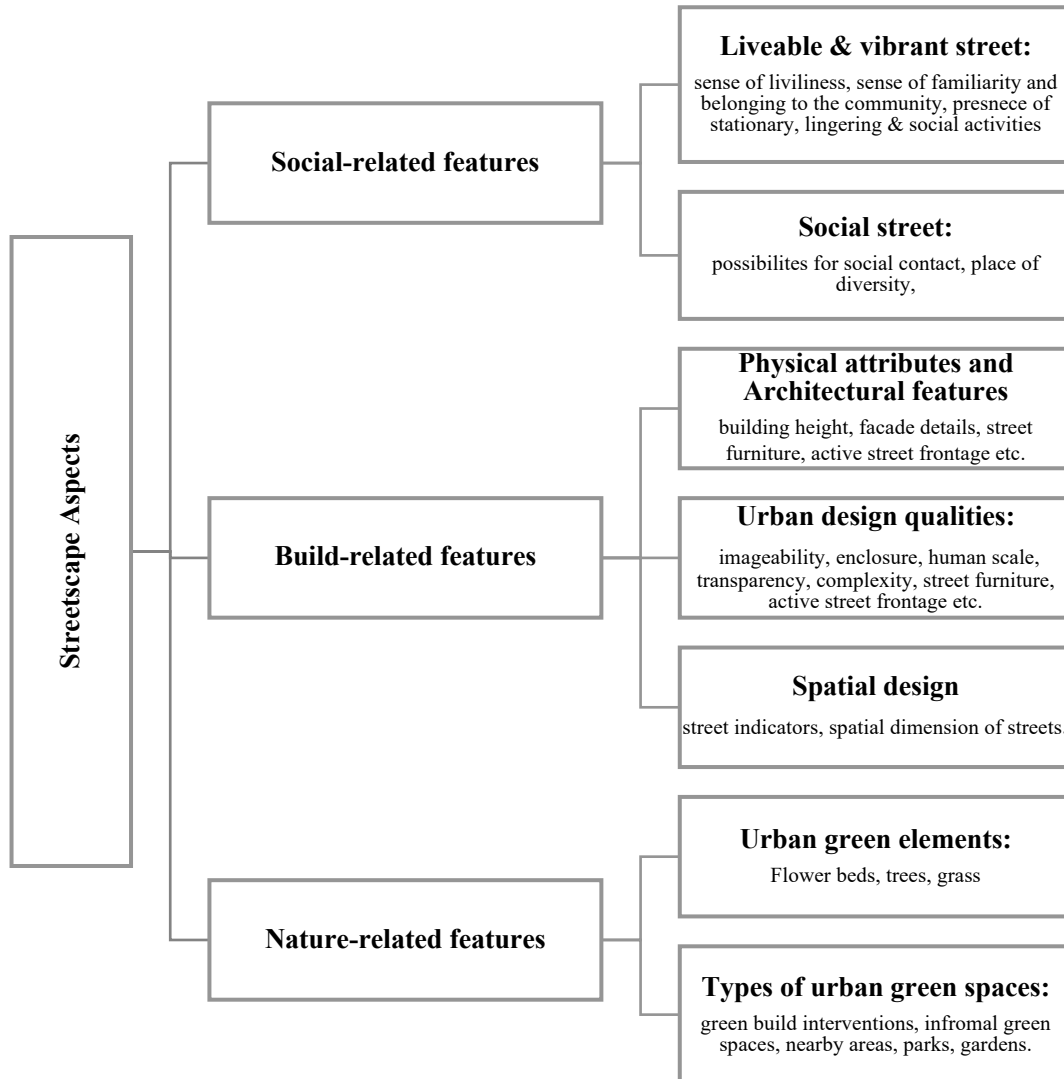 Streetscape Aspects
Social-related features
Liveable & vibrant street:
sense of liviliness, sense of familiarity and
belonging to the community, presnece of
stationary, lingering & social activities
Social street:
possibilites for social contact, place of
diversity,
Build-related features
Physical attributes and
Architectural features
building height, facade details, street
furniture, active street frontage etc.
Urban design qualities:
imageability, enclosure, human scale,
transparency, complexity, street furniture,
active street frontage etc.
Spatial design
street indicators, spatial dimension of streets.
Nature-related features
Urban green elements:
Flower beds, trees, grass
Types of urban green spaces:
green build interventions, infromal green
spaces, nearby areas, parks, gardens.